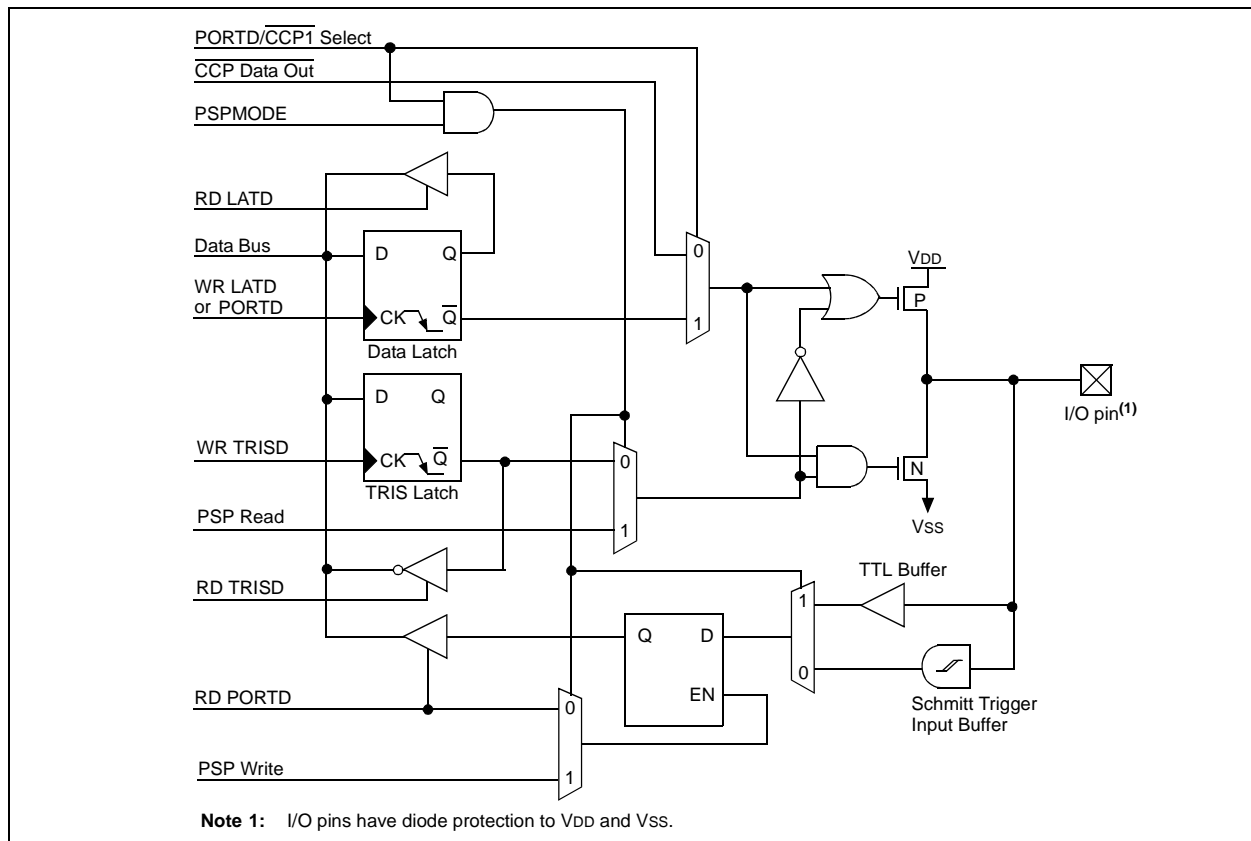 PORTD/CCP1 Select
CCP Data Out
PSPMODE
RD LATD
Data Bus
WR LATD
or PORTD
D Q
CK Q
Data Latch
D Q
WR TRISD
CK Q
TRIS Latch
PSP Read
RD TRISD
RD PORTD
PSP Write
0
1
0
1
0
1
Q D
EN
1
0
VDD
P
N
VSS
I/O pin(1)
TTL Buffer
Schmitt Trigger
Input Buffer
Note 1: I/O pins have diode protection to VDD and VSS.